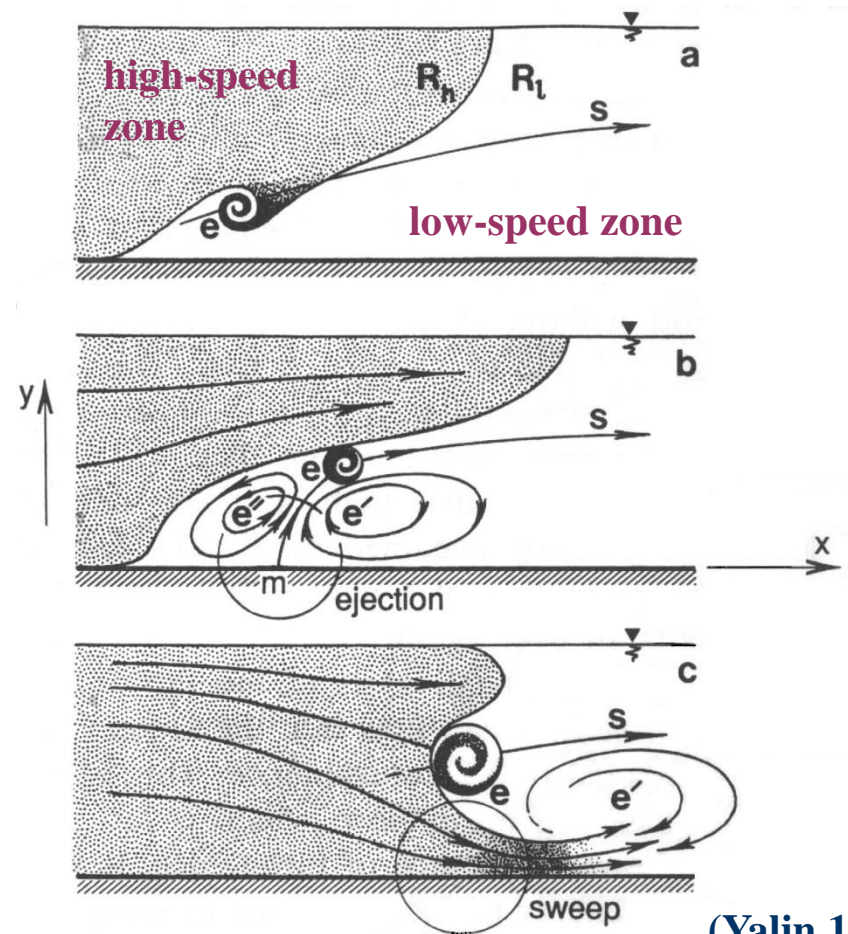 a
high-speed
zone
R_h R_l
s
e
low-speed zone
b
y
s
e
e″ e′
x
m
ejection
c
s
e
e′
sweep
(Yalin 1